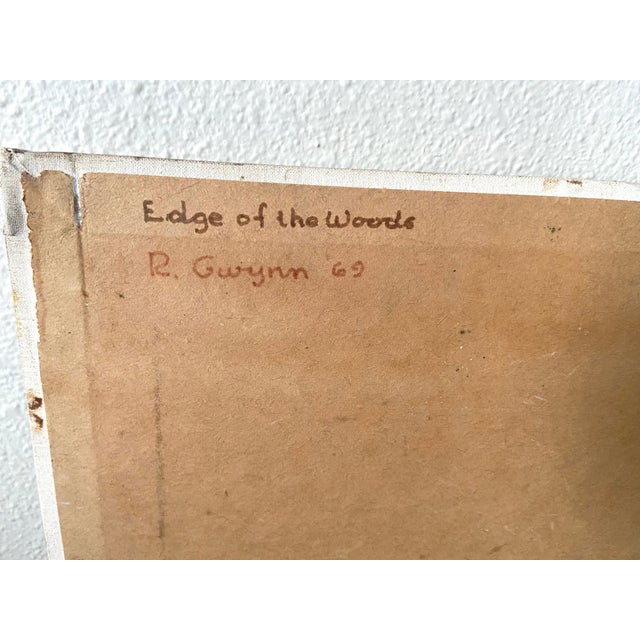 Edge of the Woods
R. Gwynn 69